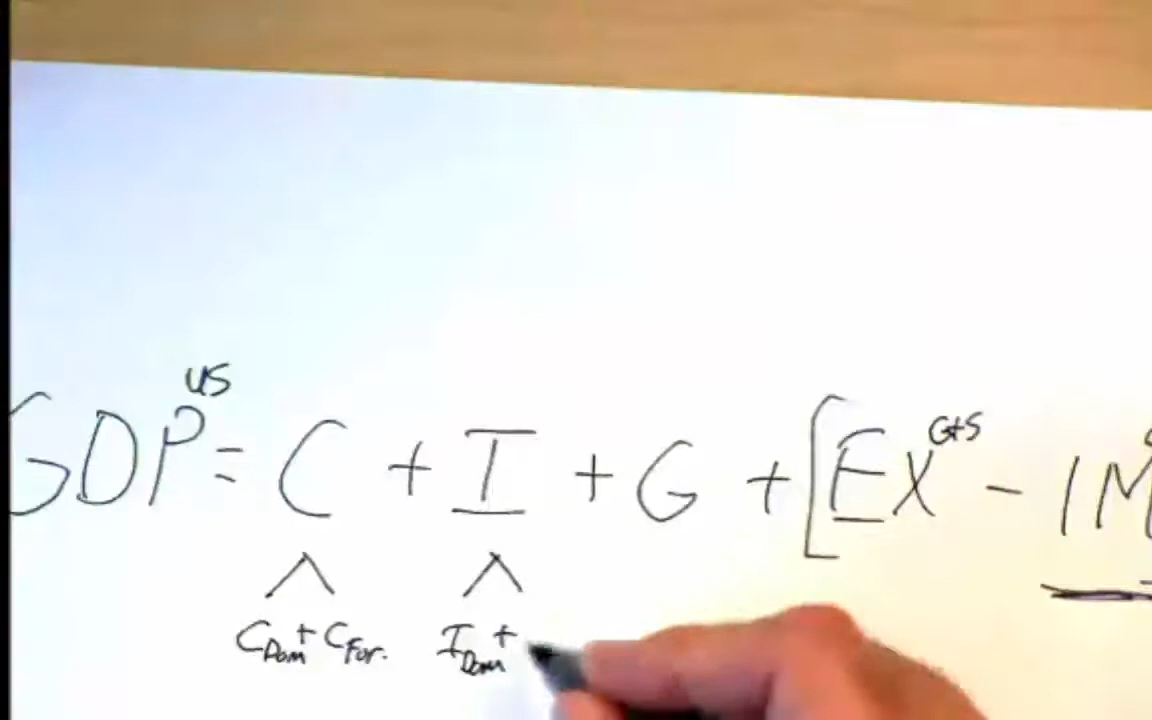 GDP^US = C + I + G + [EX^G+S - IM
C_Dom + C_For. I_Dom +